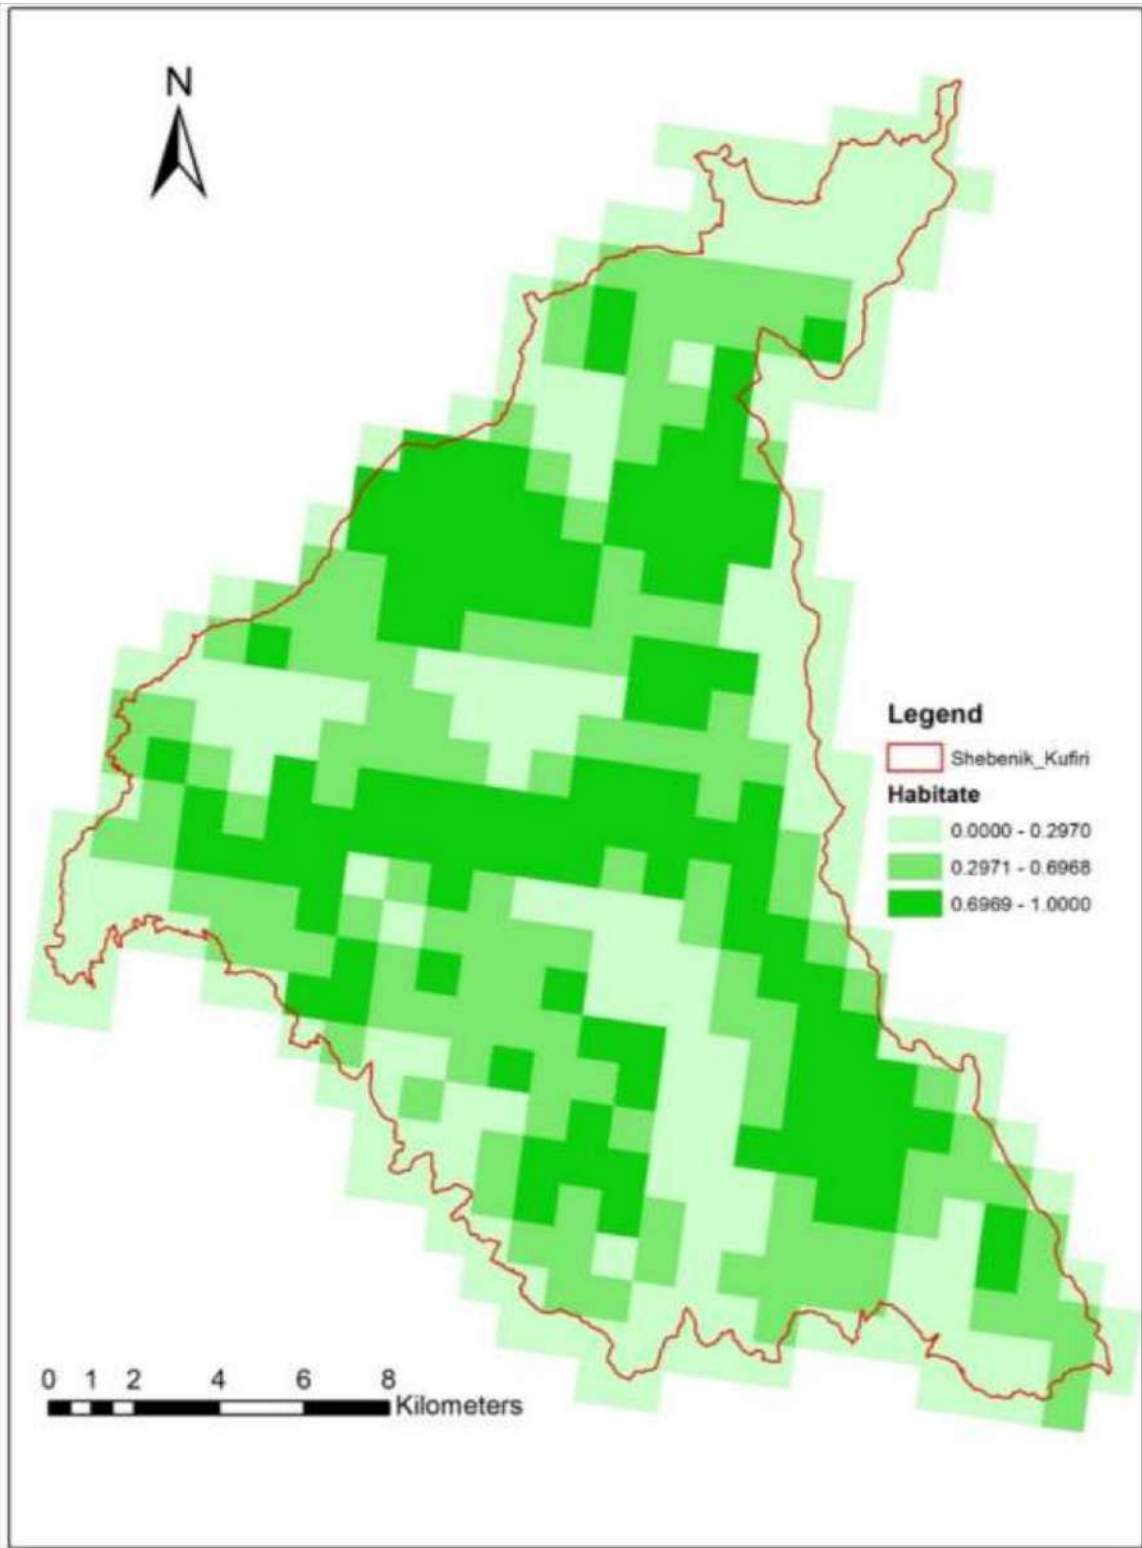 N
Legend
Shebenik_Kufiri
Habitate
0.0000 - 0.2970
0.2971 - 0.6968
0.6969 - 1.0000
0 1 2 4 6 8
Kilometers